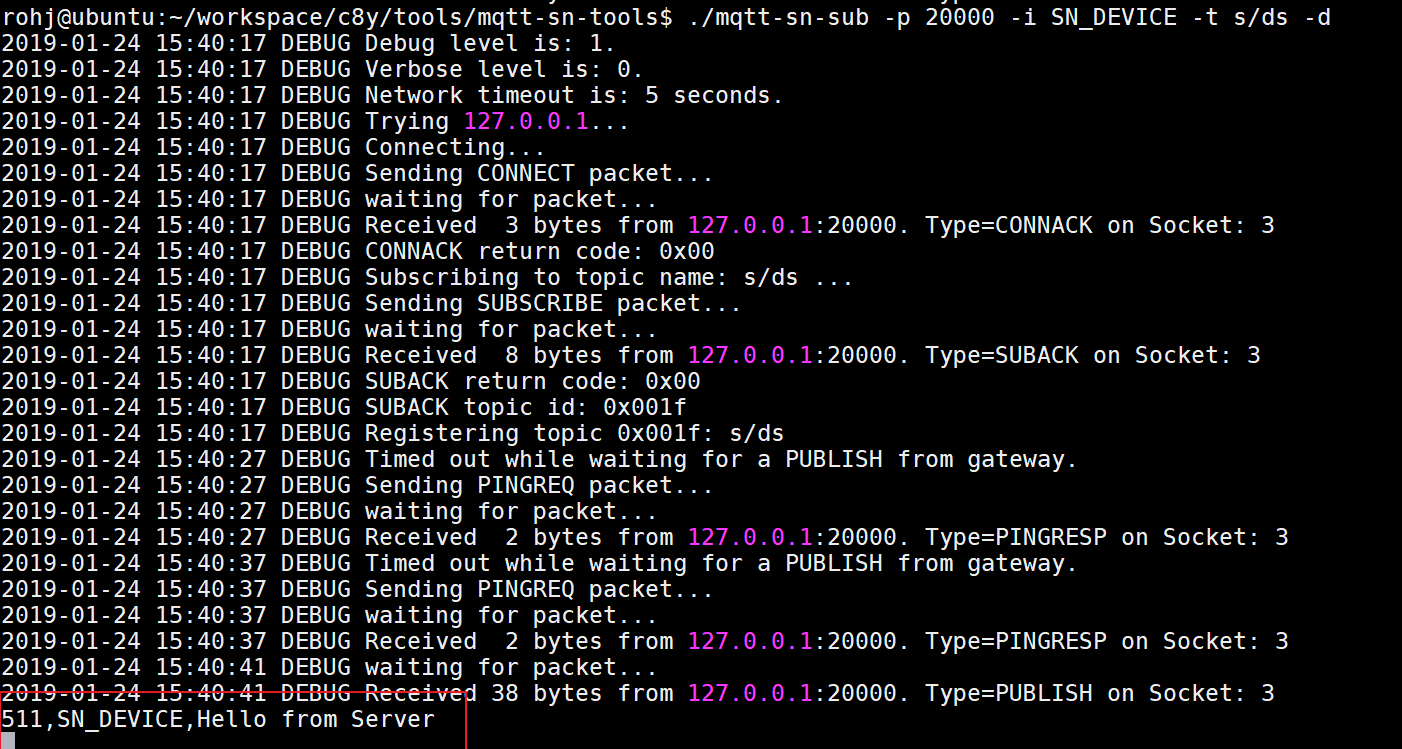 rohj@ubuntu:~/workspace/c8y/tools/mqtt-sn-tools$ ./mqtt-sn-sub -p 20000 -i SN_DEVICE -t s/ds -d
2019-01-24 15:40:17 DEBUG Debug level is: 1.
2019-01-24 15:40:17 DEBUG Verbose level is: 0.
2019-01-24 15:40:17 DEBUG Network timeout is: 5 seconds.
2019-01-24 15:40:17 DEBUG Trying 127.0.0.1...
2019-01-24 15:40:17 DEBUG Connecting...
2019-01-24 15:40:17 DEBUG Sending CONNECT packet...
2019-01-24 15:40:17 DEBUG waiting for packet...
2019-01-24 15:40:17 DEBUG Received  3 bytes from 127.0.0.1:20000. Type=CONNACK on Socket: 3
2019-01-24 15:40:17 DEBUG CONNACK return code: 0x00
2019-01-24 15:40:17 DEBUG Subscribing to topic name: s/ds ...
2019-01-24 15:40:17 DEBUG Sending SUBSCRIBE packet...
2019-01-24 15:40:17 DEBUG waiting for packet...
2019-01-24 15:40:17 DEBUG Received  8 bytes from 127.0.0.1:20000. Type=SUBACK on Socket: 3
2019-01-24 15:40:17 DEBUG SUBACK return code: 0x00
2019-01-24 15:40:17 DEBUG SUBACK topic id: 0x001f
2019-01-24 15:40:17 DEBUG Registering topic 0x001f: s/ds
2019-01-24 15:40:27 DEBUG Timed out while waiting for a PUBLISH from gateway.
2019-01-24 15:40:27 DEBUG Sending PINGREQ packet...
2019-01-24 15:40:27 DEBUG waiting for packet...
2019-01-24 15:40:27 DEBUG Received  2 bytes from 127.0.0.1:20000. Type=PINGRESP on Socket: 3
2019-01-24 15:40:37 DEBUG Timed out while waiting for a PUBLISH from gateway.
2019-01-24 15:40:37 DEBUG Sending PINGREQ packet...
2019-01-24 15:40:37 DEBUG waiting for packet...
2019-01-24 15:40:37 DEBUG Received  2 bytes from 127.0.0.1:20000. Type=PINGRESP on Socket: 3
2019-01-24 15:40:41 DEBUG waiting for packet...
2019-01-24 15:40:41 DEBUG Received 38 bytes from 127.0.0.1:20000. Type=PUBLISH on Socket: 3
511,SN_DEVICE,Hello from Server